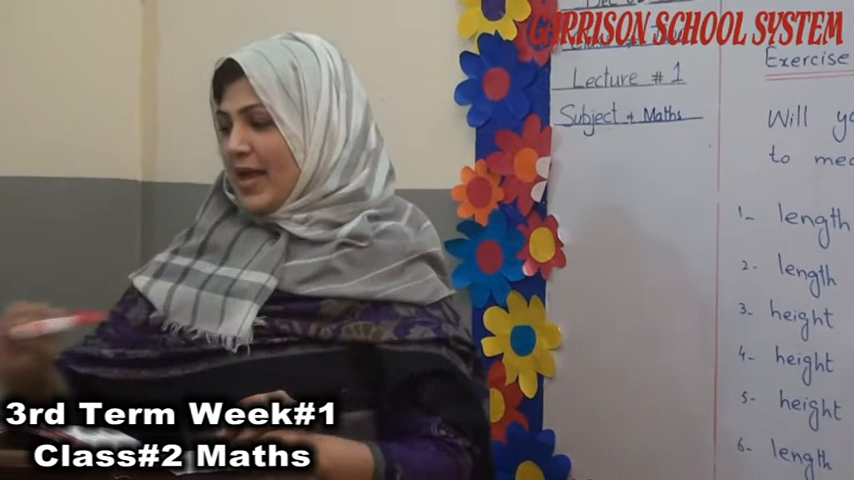 GARRISON SCHOOL SYSTEM
Lecture # 1
Subject : Maths
Exercise
Will
to
1- length
2- length
3- height
4- height
5- height
6- length
3rd Term Week#1
Class#2 Maths